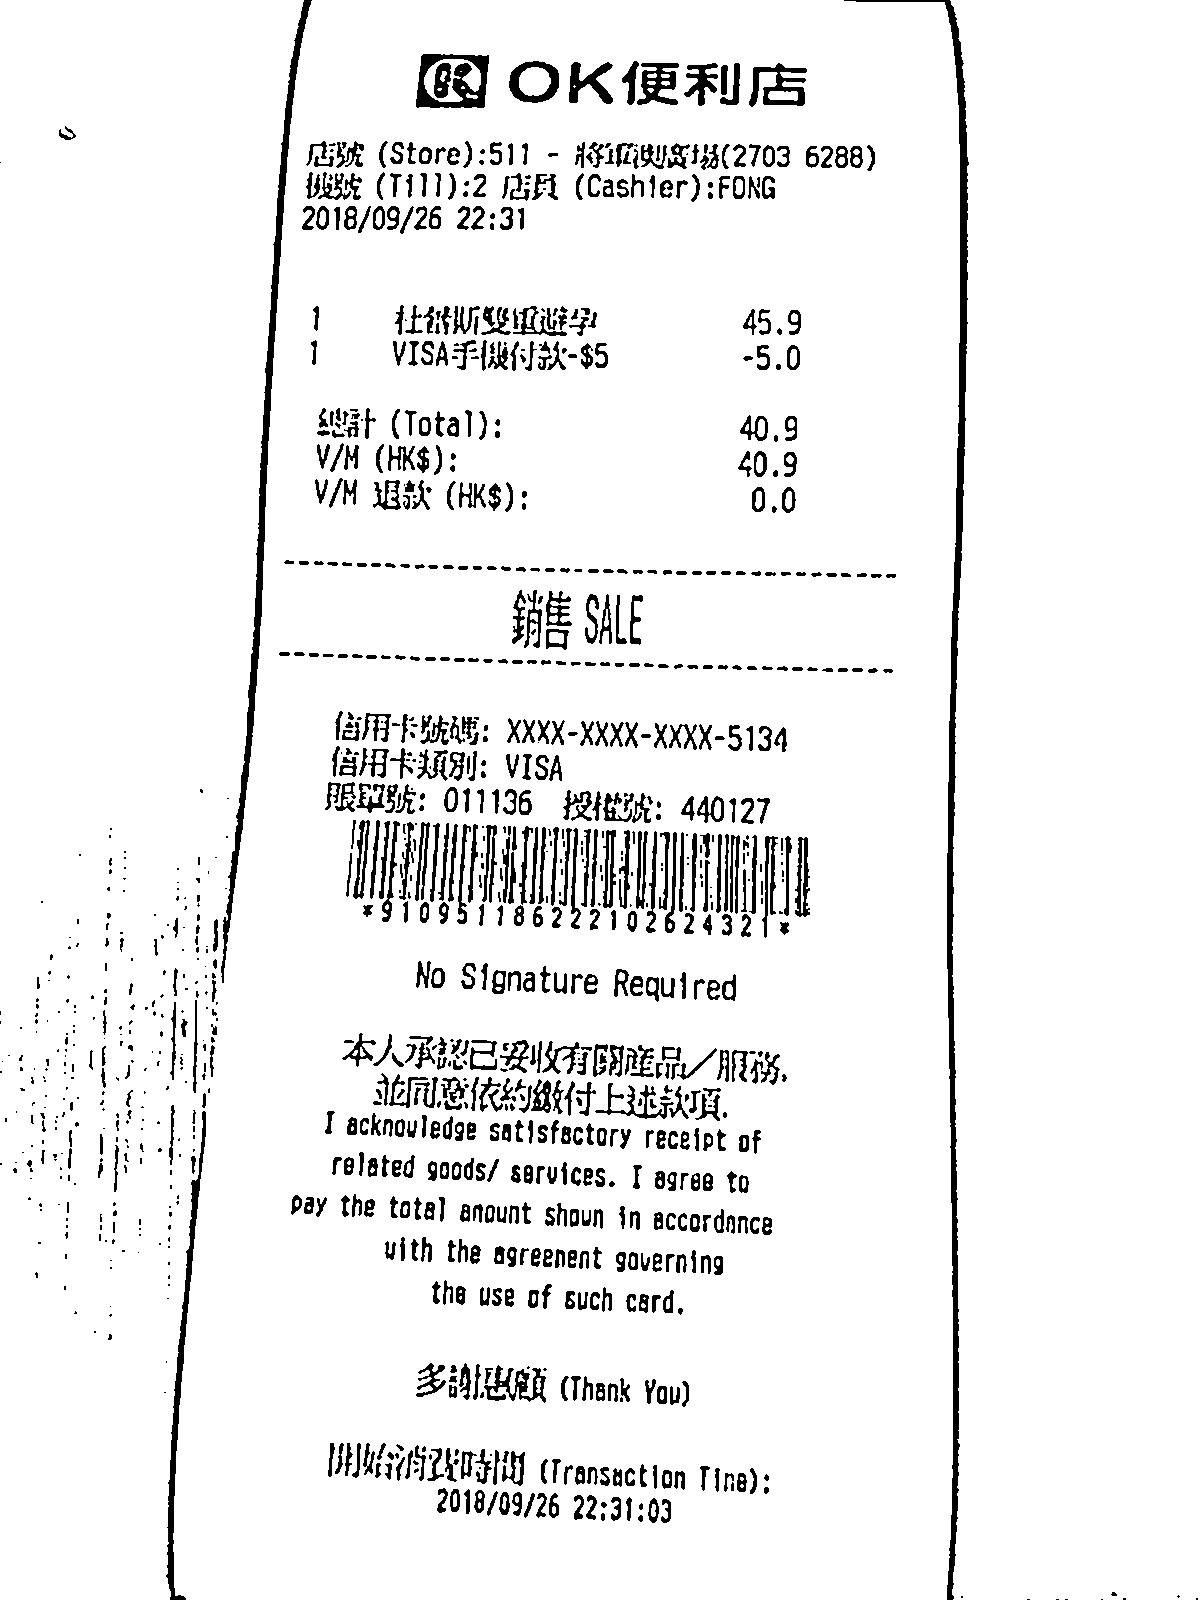 OK便利店
店號 (Store):511 - 將軍澳廣場(2703 6288)
機號 (Till):2 店員 (Cashier):FONG
2018/09/26 22:31
1 杜蕾斯雙重避孕 45.9
1 VISA手機付款-$5 -5.0
總計 (Total): 40.9
V/M (HK$): 40.9
V/M 退款 (HK$): 0.0
銷售 SALE
信用卡號碼: XXXX-XXXX-XXXX-5134
信用卡類別: VISA
賬單號: 011136 授權號: 440127
*910951186222102624321*
No Signature Required
本人承認已妥收有關產品/服務.
並同意依約繳付上述款項.
I acknowledge satisfactory receipt of
related goods/ services. I agree to
pay the total amount shown in accordance
with the agreement governing
the use of such card.
多謝惠顧 (Thank You)
開始消費時間 (Transaction Time):
2018/09/26 22:31:03